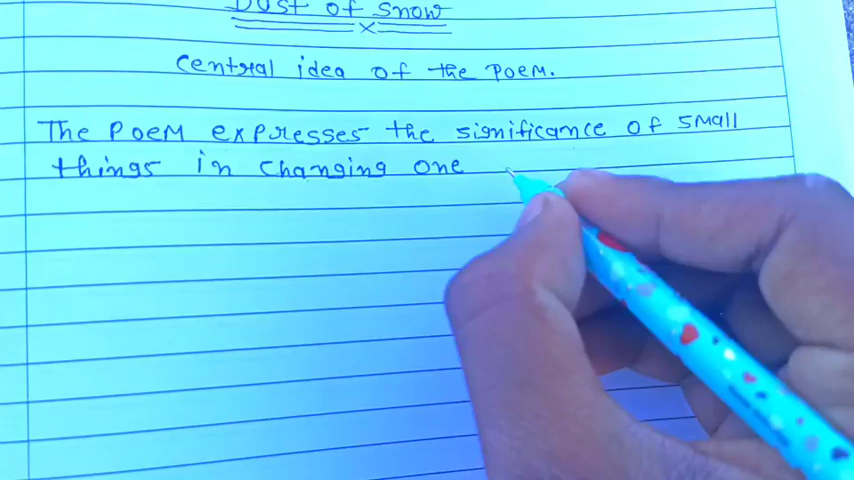 Dust of Snow
Central idea of the Poem.
The Poem expresses the significance of small
things in changing one